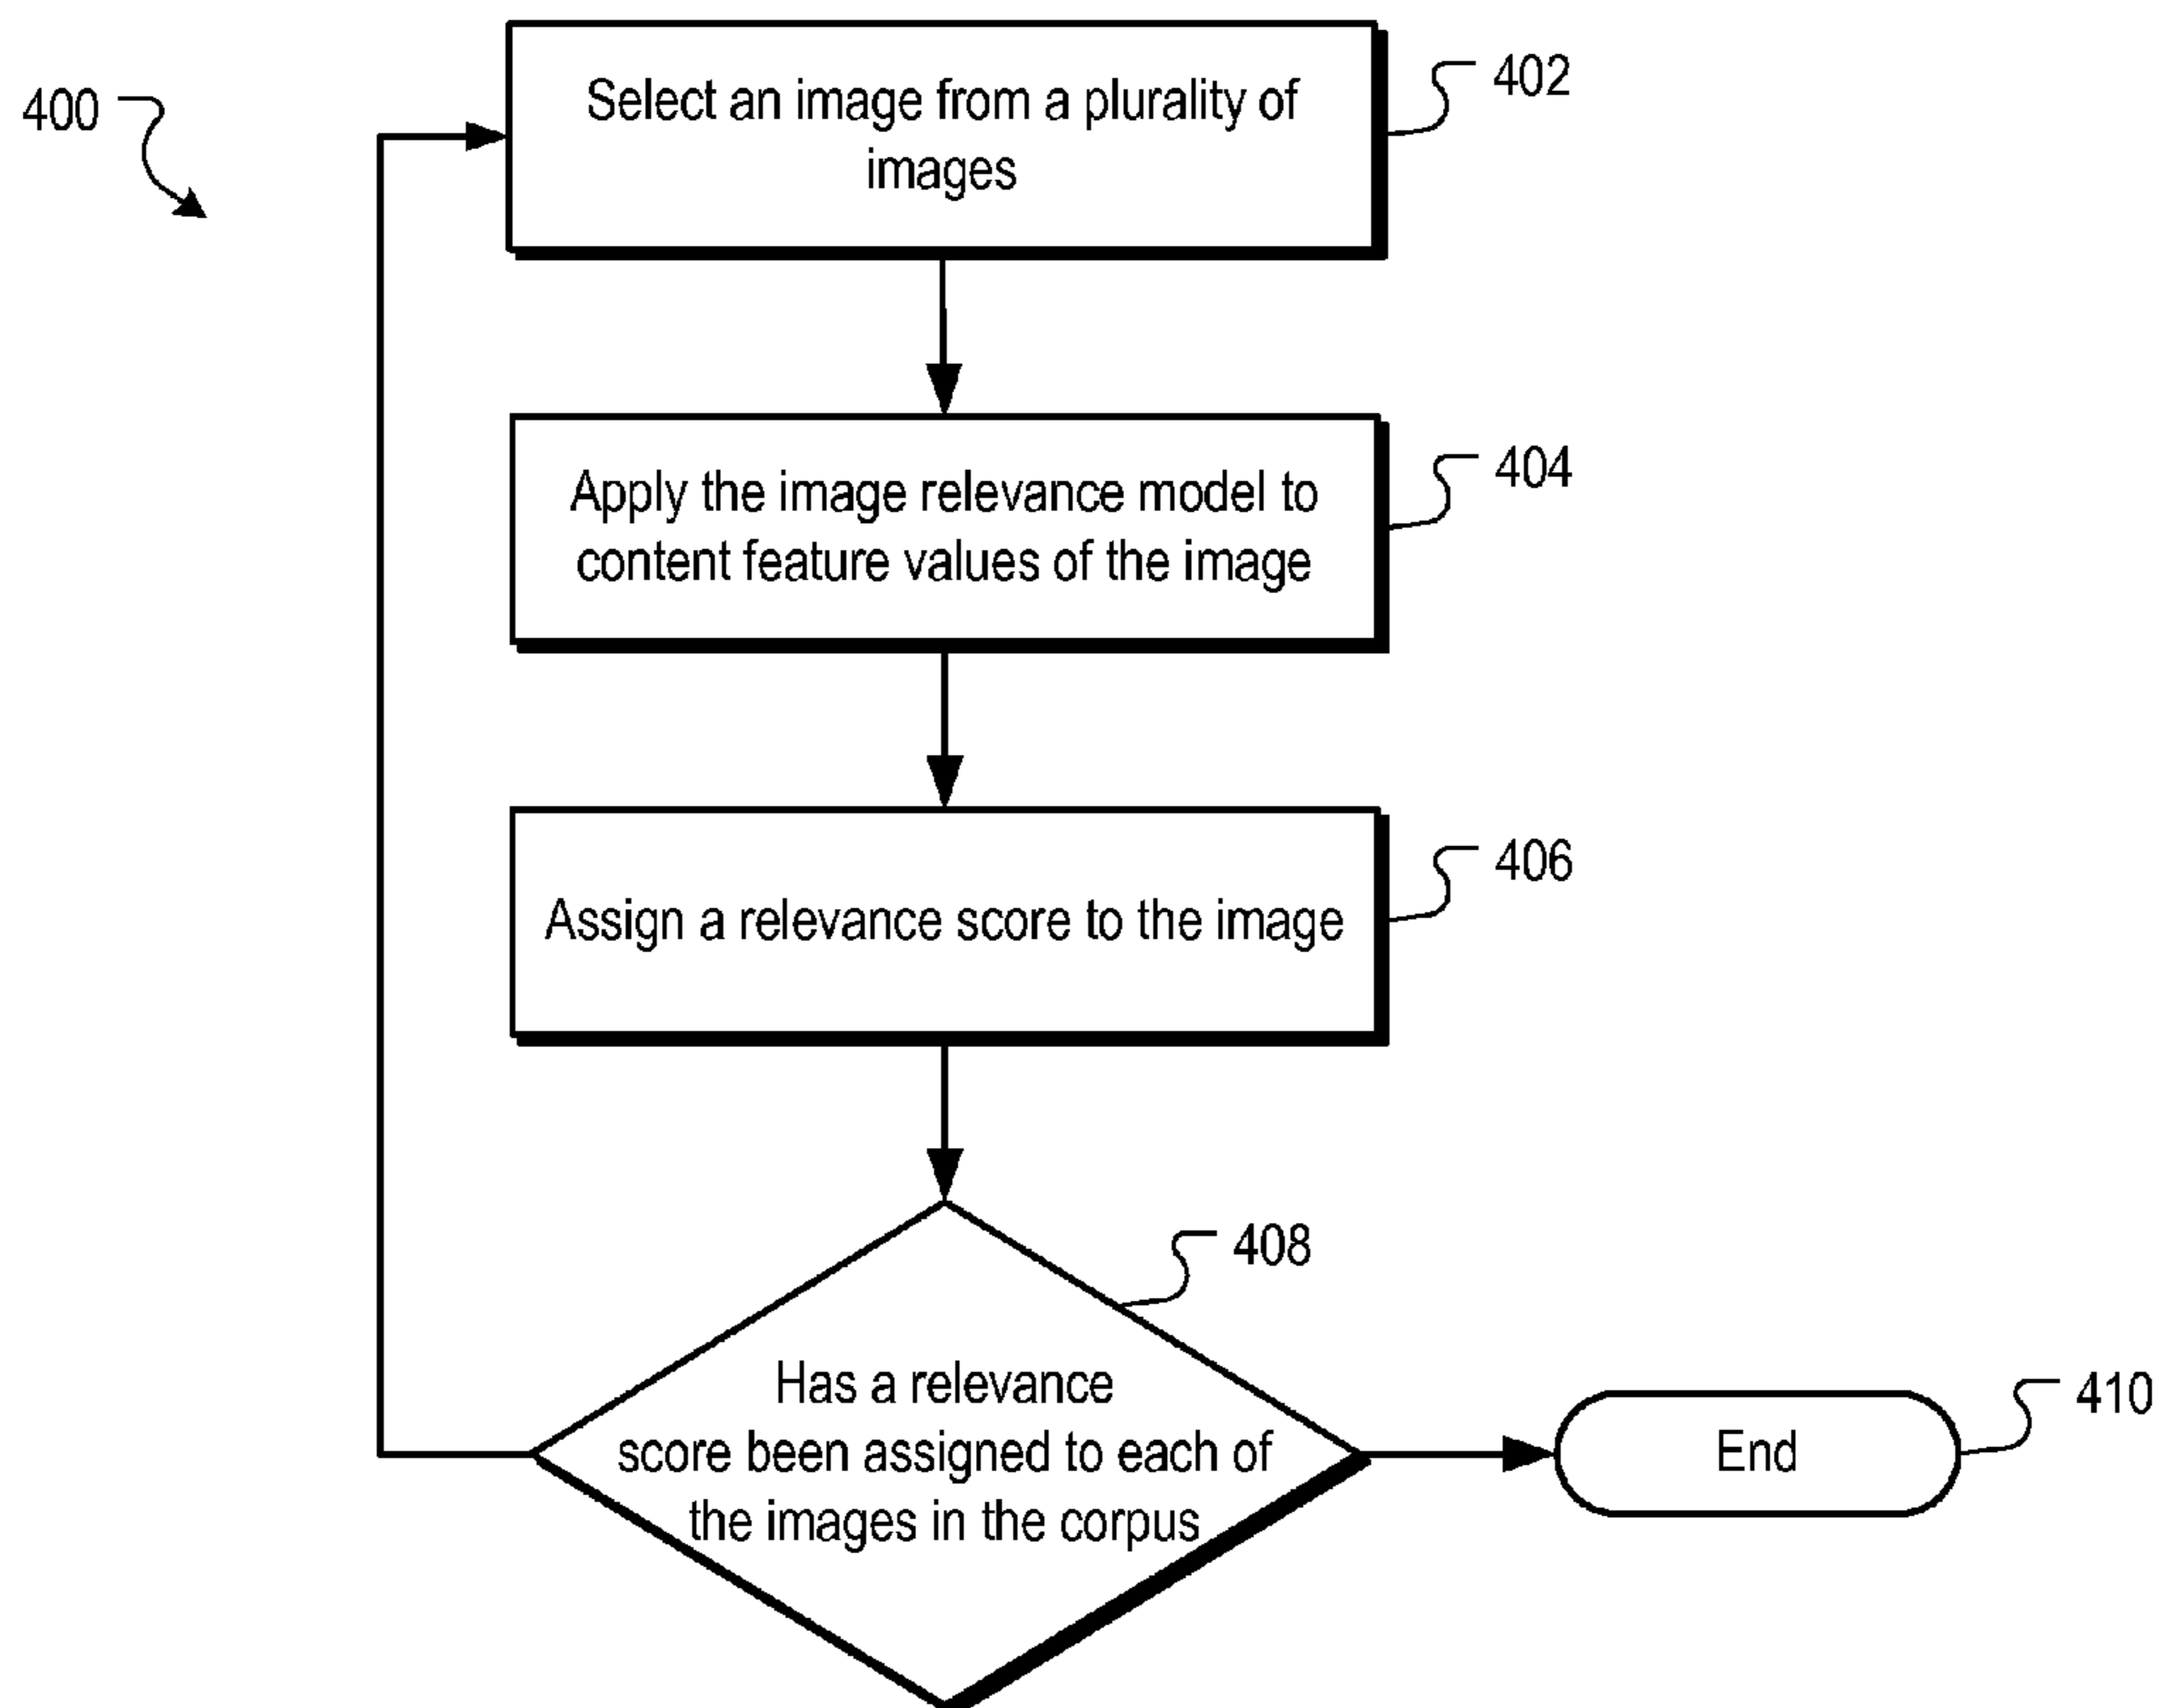 400
Select an image from a plurality of
images
402
Apply the image relevance model to
content feature values of the image
404
Assign a relevance score to the image
406
408
Has a relevance
score been assigned to each of
the images in the corpus
End
410